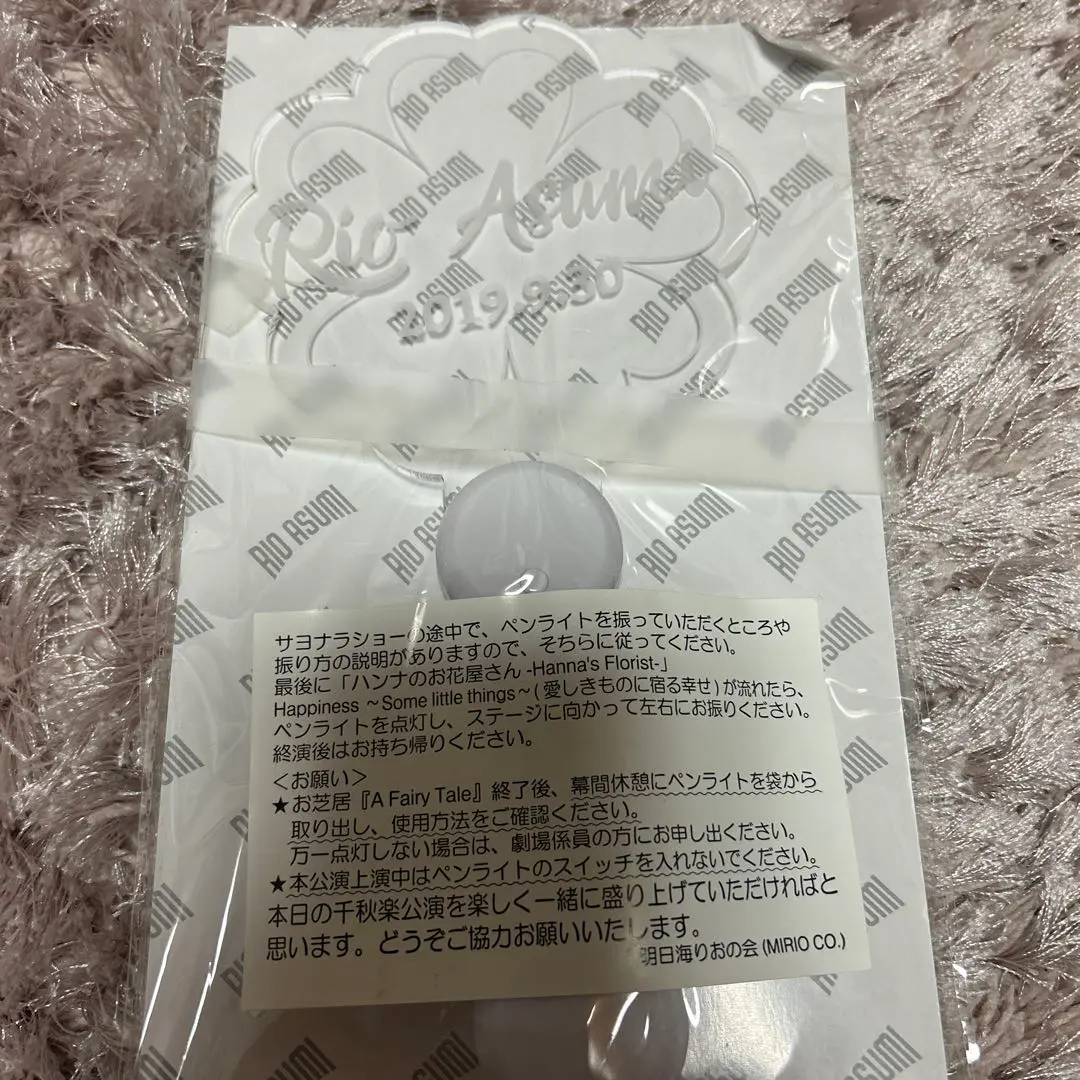 Rio Asumi
2019.9.30
RIO ASUMI
サヨナラショーの途中で、ペンライトを振っていただくところや
振り方の説明がありますので、そちらに従ってください。
最後に「ハンナのお花屋さん -Hanna's Florist-」
Happiness ～Some little things～(愛しきものに宿る幸せ)が流れたら、
ペンライトを点灯し、ステージに向かって左右にお振りください。
終演後はお持ち帰りください。
＜お願い＞
★お芝居『A Fairy Tale』終了後、幕間休憩にペンライトを袋から
取り出し、使用方法をご確認ください。
万一点灯しない場合は、劇場係員の方にお申し出ください。
★本公演上演中はペンライトのスイッチを入れないでください。
本日の千秋楽公演を楽しく一緒に盛り上げていただければと
思います。どうぞご協力お願いいたします。
明日海りおの会 (MIRIO CO.)